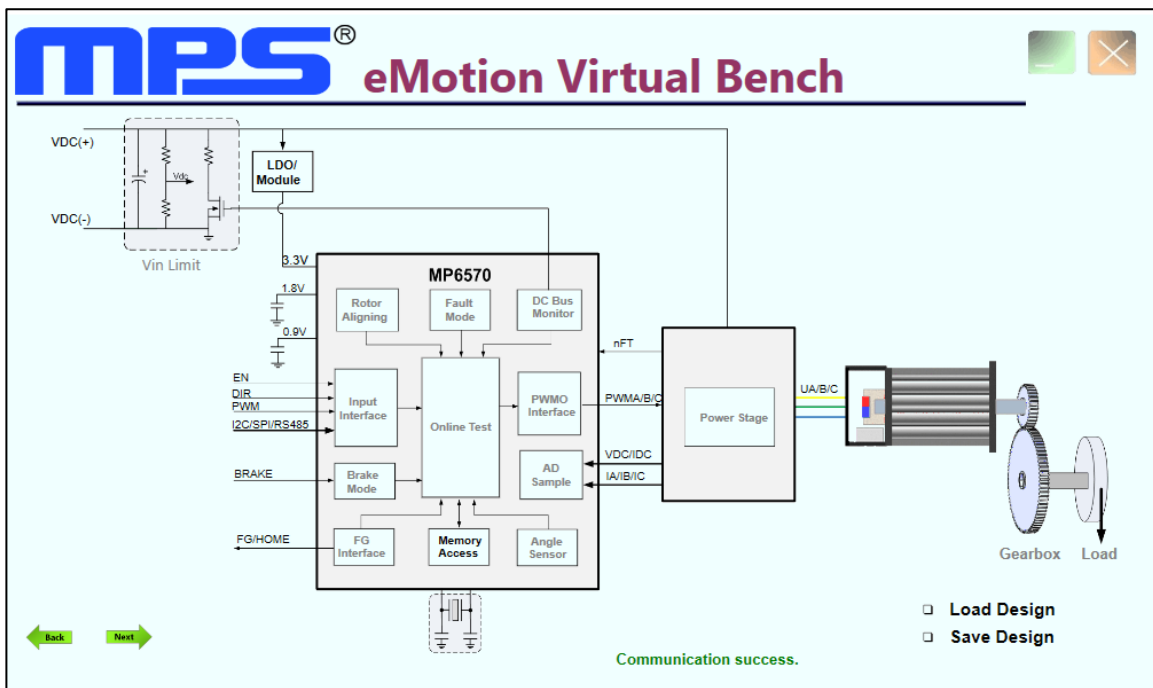 MPS®
eMotion Virtual Bench
VDC(+)
LDO/
Module
Vdc
VDC(-)
Vin Limit
3.3V
MP6570
1.8V
Rotor
Aligning
Fault
Mode
DC Bus
Monitor
0.9V
nFT
EN
DIR
PWM
I2C/SPI/RS485
Input
Interface
Online Test
PWMO
Interface
PWMA/B/C
Power Stage
UA/B/C
BRAKE
Brake
Mode
AD
Sample
VDC/IDC
IA/IB/IC
FG/HOME
FG
Interface
Memory
Access
Angle
Sensor
Gearbox
Load
Load Design
Save Design
Back
Next
Communication success.